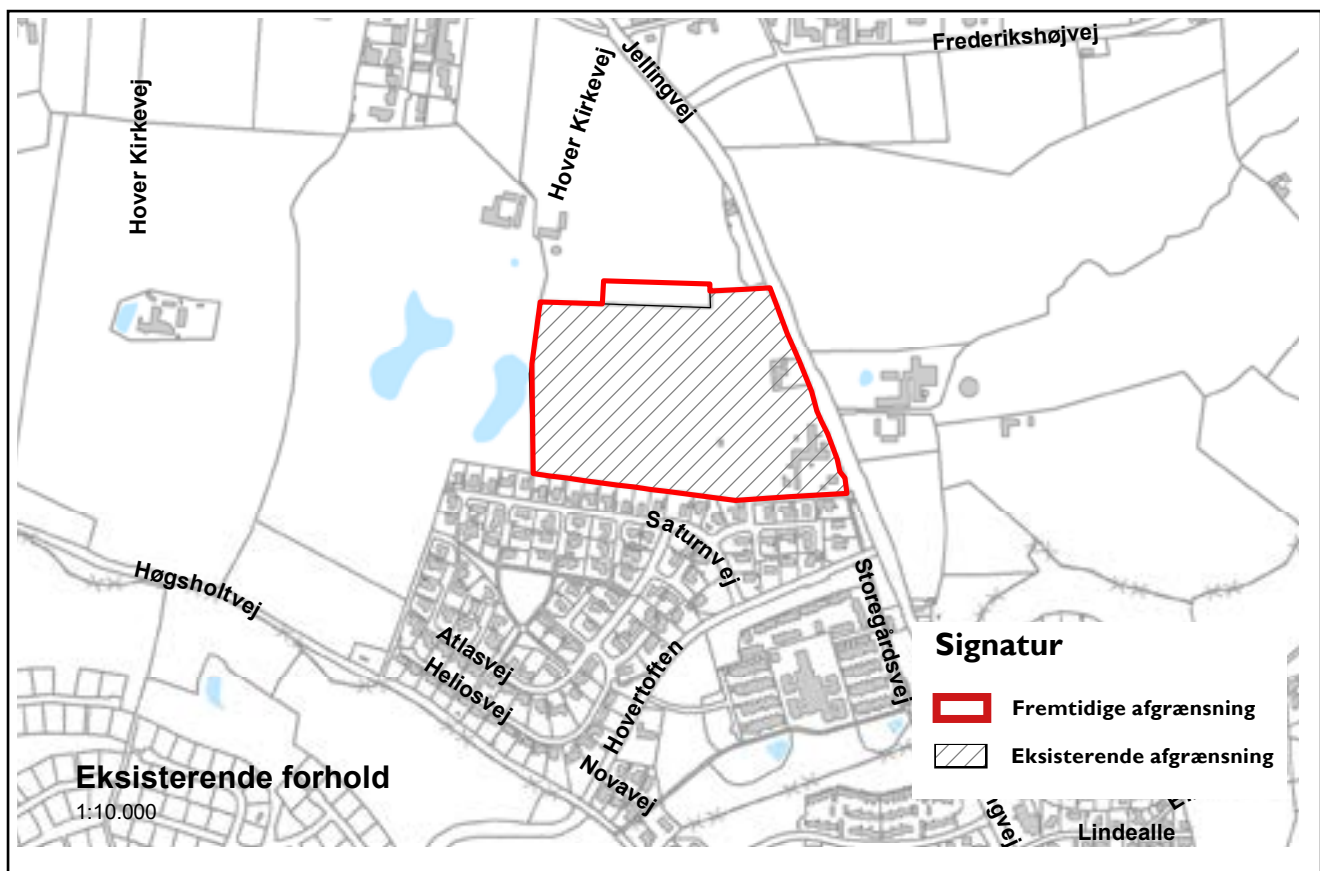 Frederikshøjvej
Jellingvej
Hover Kirkevej
Hover Kirkevej
Saturnvej
Høgsholtvej
Storegårdsvej
Atlasvej
Heliosvej
Hovertoften
Novavej
Signatur
Fremtidige afgrænsning
Eksisterende afgrænsning
Eksisterende forhold
1:10.000
ngvej
Lindealle